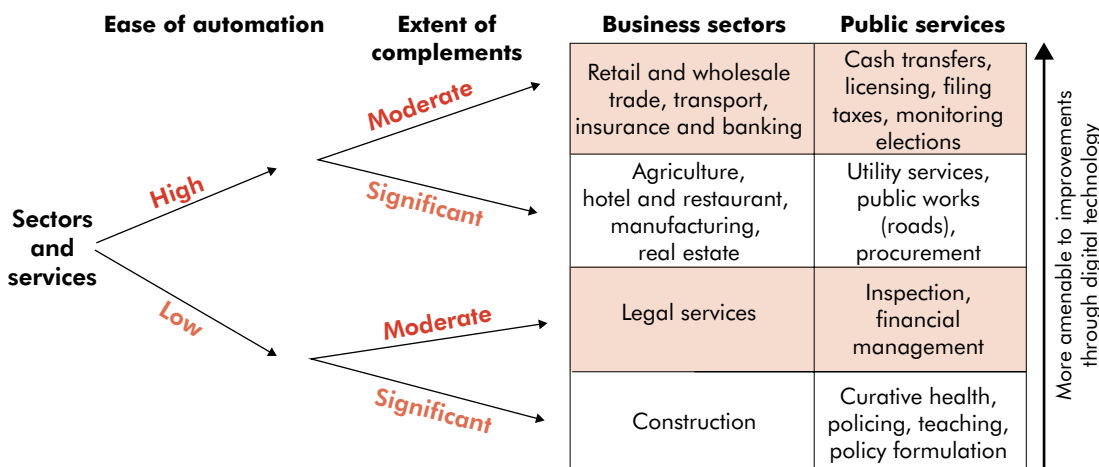 Ease of automation
Extent of
complements
Business sectors
Public services
Sectors
and
services
High
Low
Moderate
Significant
Moderate
Significant
Retail and wholesale
trade, transport,
insurance and banking
Cash transfers,
licensing, filing
taxes, monitoring
elections
Agriculture,
hotel and restaurant,
manufacturing,
real estate
Utility services,
public works
(roads),
procurement
Legal services
Inspection,
financial
management
Construction
Curative health,
policing, teaching,
policy formulation
More amenable to improvements
through digital technology